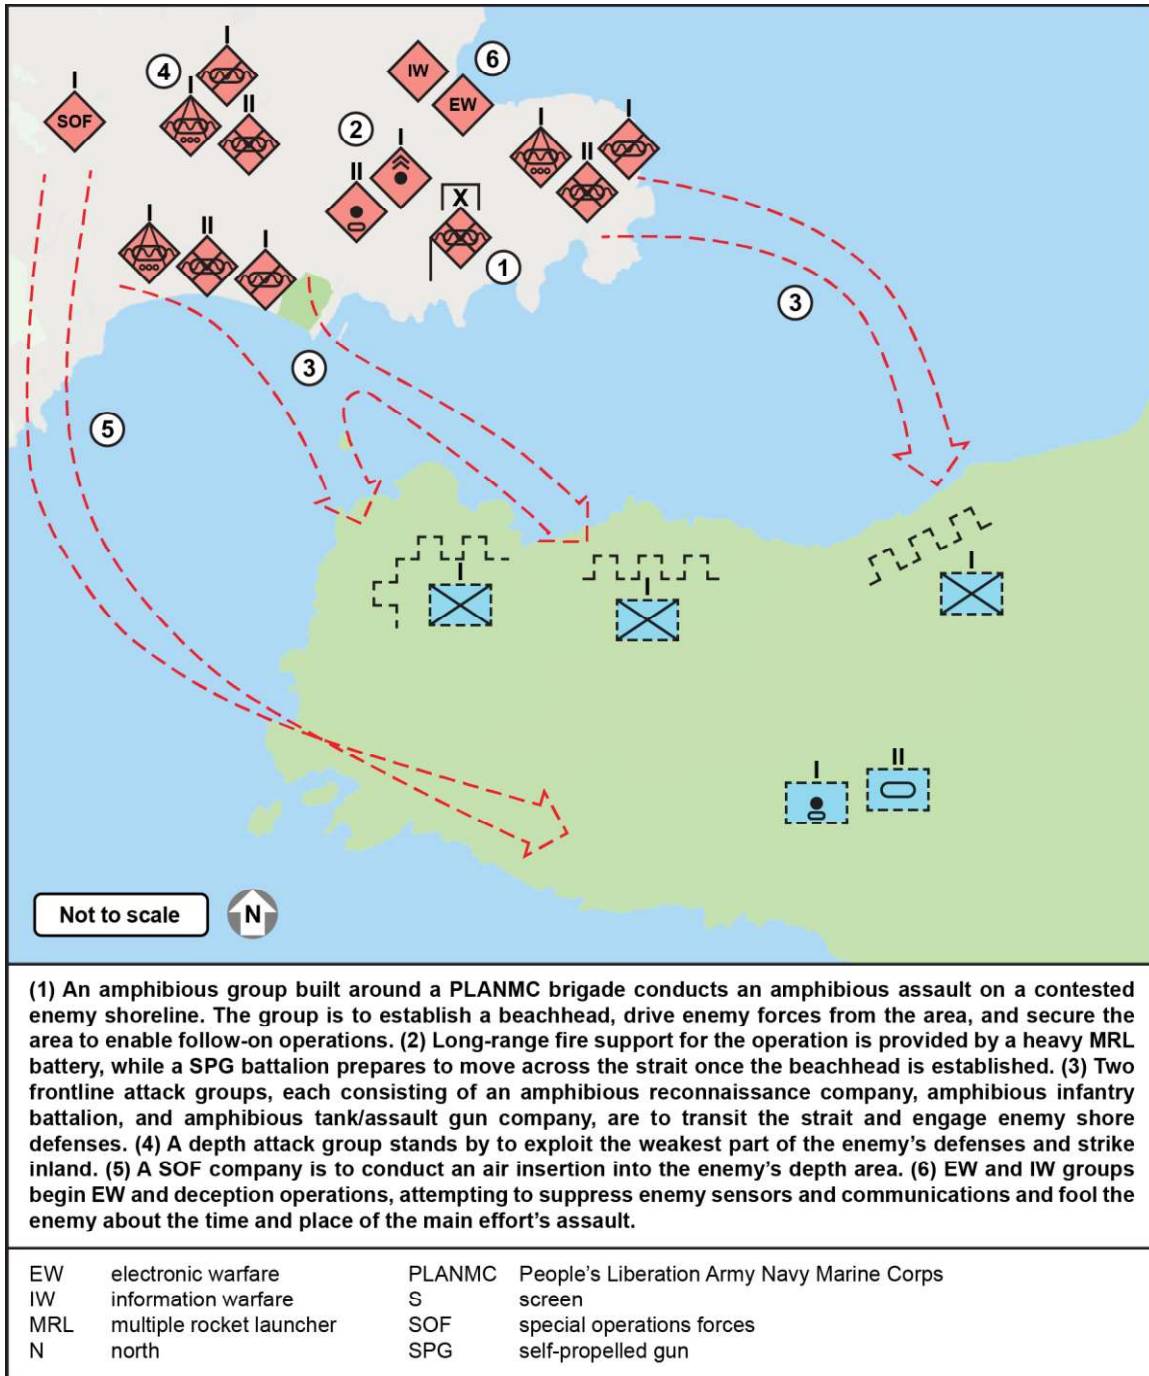 I
4
I
IW
6
I
SOF
I
EW
II
2
I
I
I
II
II
X
I
II
I
1
3
3
5
I
I
I
I
II
Not to scale
N
(1) An amphibious group built around a PLANMC brigade conducts an amphibious assault on a contested
enemy shoreline. The group is to establish a beachhead, drive enemy forces from the area, and secure the
area to enable follow-on operations. (2) Long-range fire support for the operation is provided by a heavy MRL
battery, while a SPG battalion prepares to move across the strait once the beachhead is established. (3) Two
frontline attack groups, each consisting of an amphibious reconnaissance company, amphibious infantry
battalion, and amphibious tank/assault gun company, are to transit the strait and engage enemy shore
defenses. (4) A depth attack group stands by to exploit the weakest part of the enemy's defenses and strike
inland. (5) A SOF company is to conduct an air insertion into the enemy's depth area. (6) EW and IW groups
begin EW and deception operations, attempting to suppress enemy sensors and communications and fool the
enemy about the time and place of the main effort's assault.
EW electronic warfare PLANMC People's Liberation Army Navy Marine Corps
IW information warfare S screen
MRL multiple rocket launcher SOF special operations forces
N north SPG self-propelled gun